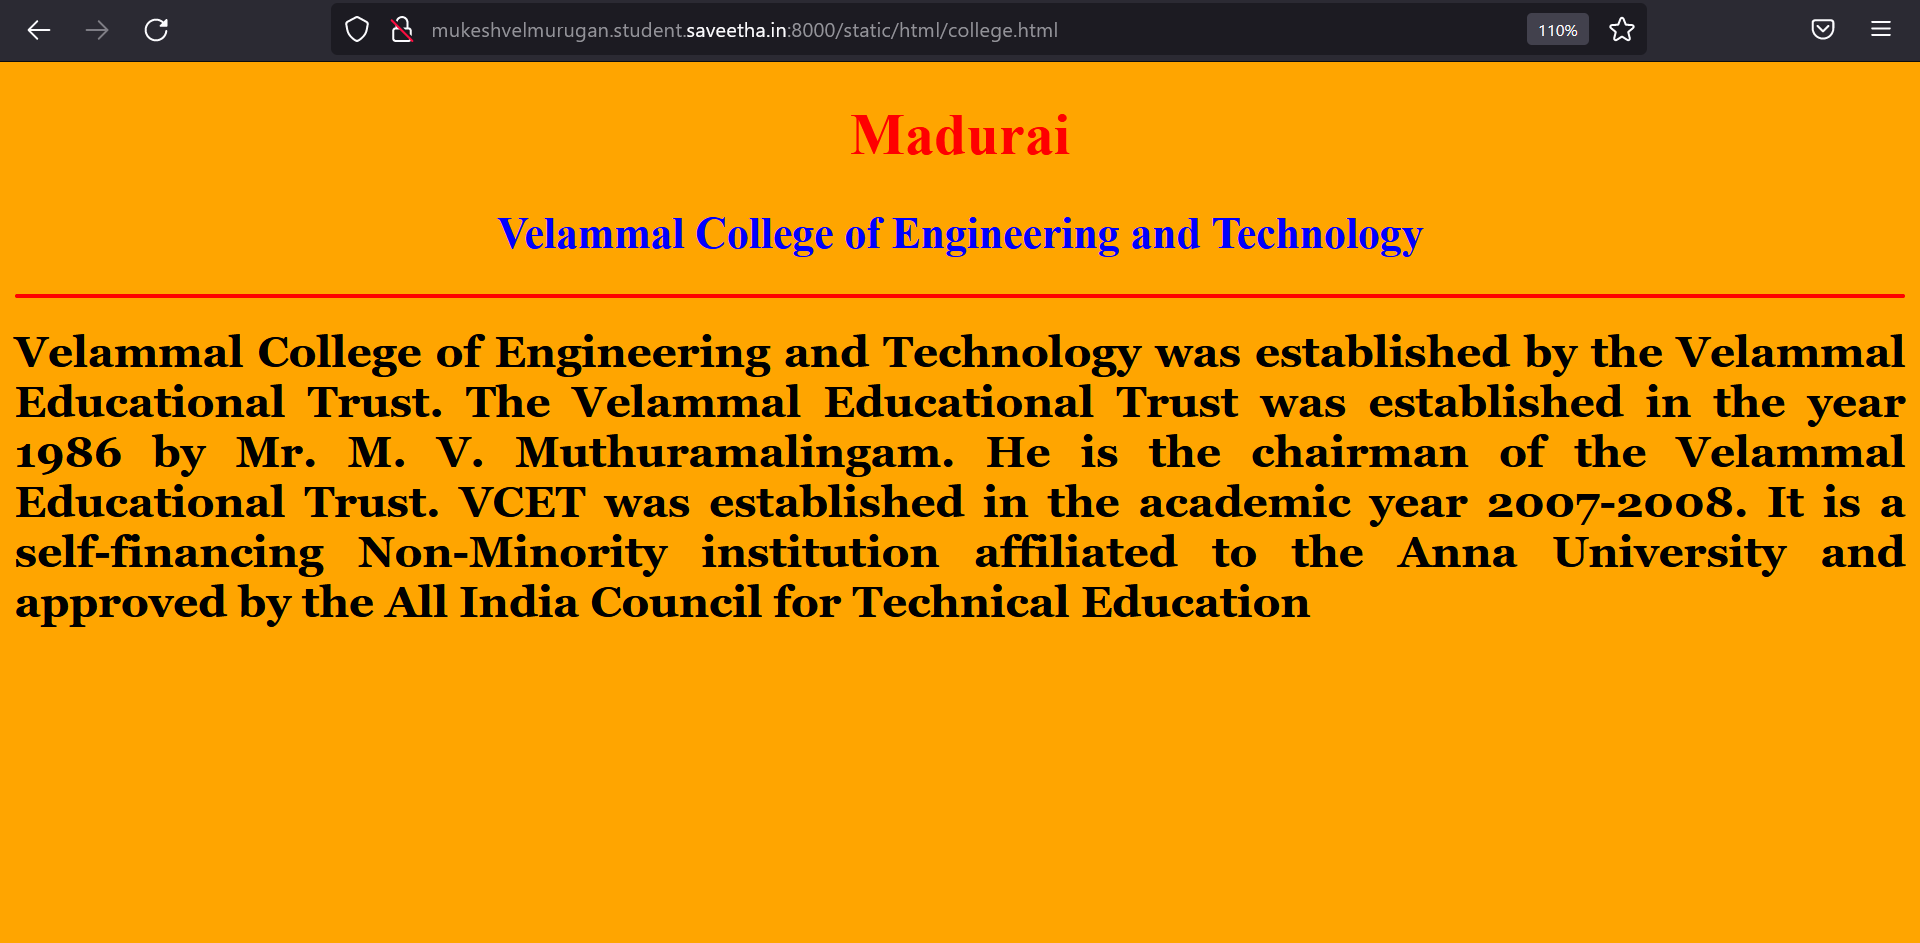 mukeshvelmurugan.student.saveetha.in:8000/static/html/college.html
110%
Madurai
Velammal College of Engineering and Technology
Velammal College of Engineering and Technology was established by the Velammal
Educational Trust. The Velammal Educational Trust was established in the year
1986 by Mr. M. V. Muthuramalingam. He is the chairman of the Velammal
Educational Trust. VCET was established in the academic year 2007-2008. It is a
self-financing Non-Minority institution affiliated to the Anna University and
approved by the All India Council for Technical Education